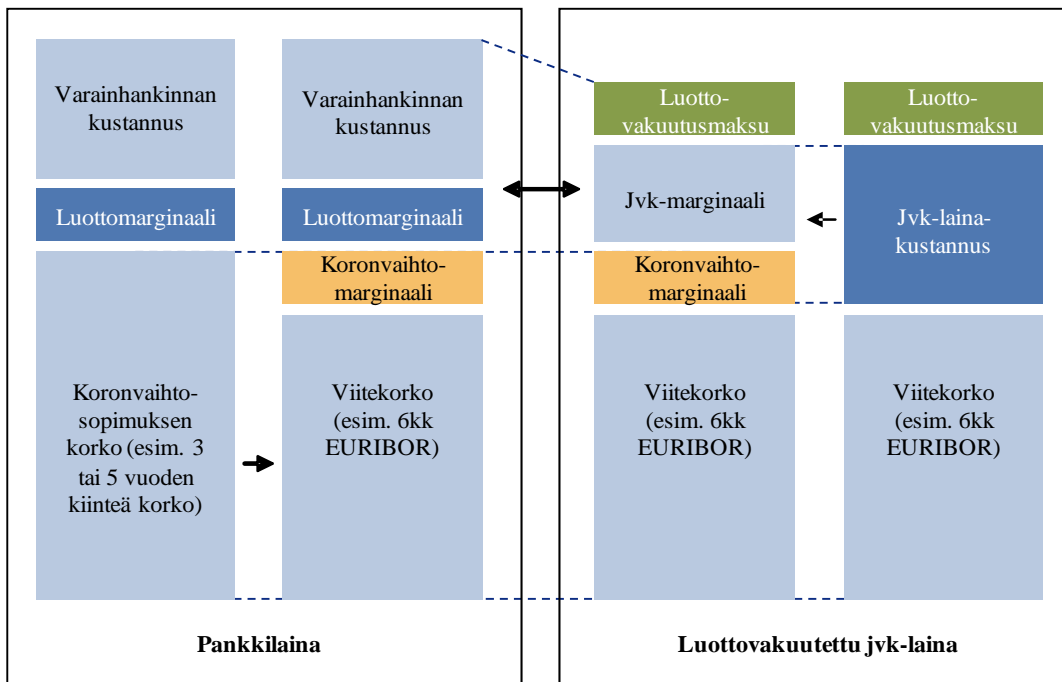 Varainhankinnan
kustannus
Luottomarginaali
Koronvaihto-
sopimuksen
korko (esim. 3
tai 5 vuoden
kiinteä korko)
Varainhankinnan
kustannus
Luottomarginaali
Koronvaihto-
marginaali
Viitekorko
(esim. 6kk
EURIBOR)
Pankkilaina
Luotto-
vakuutusmaksu
Jvk-marginaali
Koronvaihto-
marginaali
Viitekorko
(esim. 6kk
EURIBOR)
Luotto-
vakuutusmaksu
Jvk-laina-
kustannus
Viitekorko
(esim. 6kk
EURIBOR)
Luottovakuutettu jvk-laina